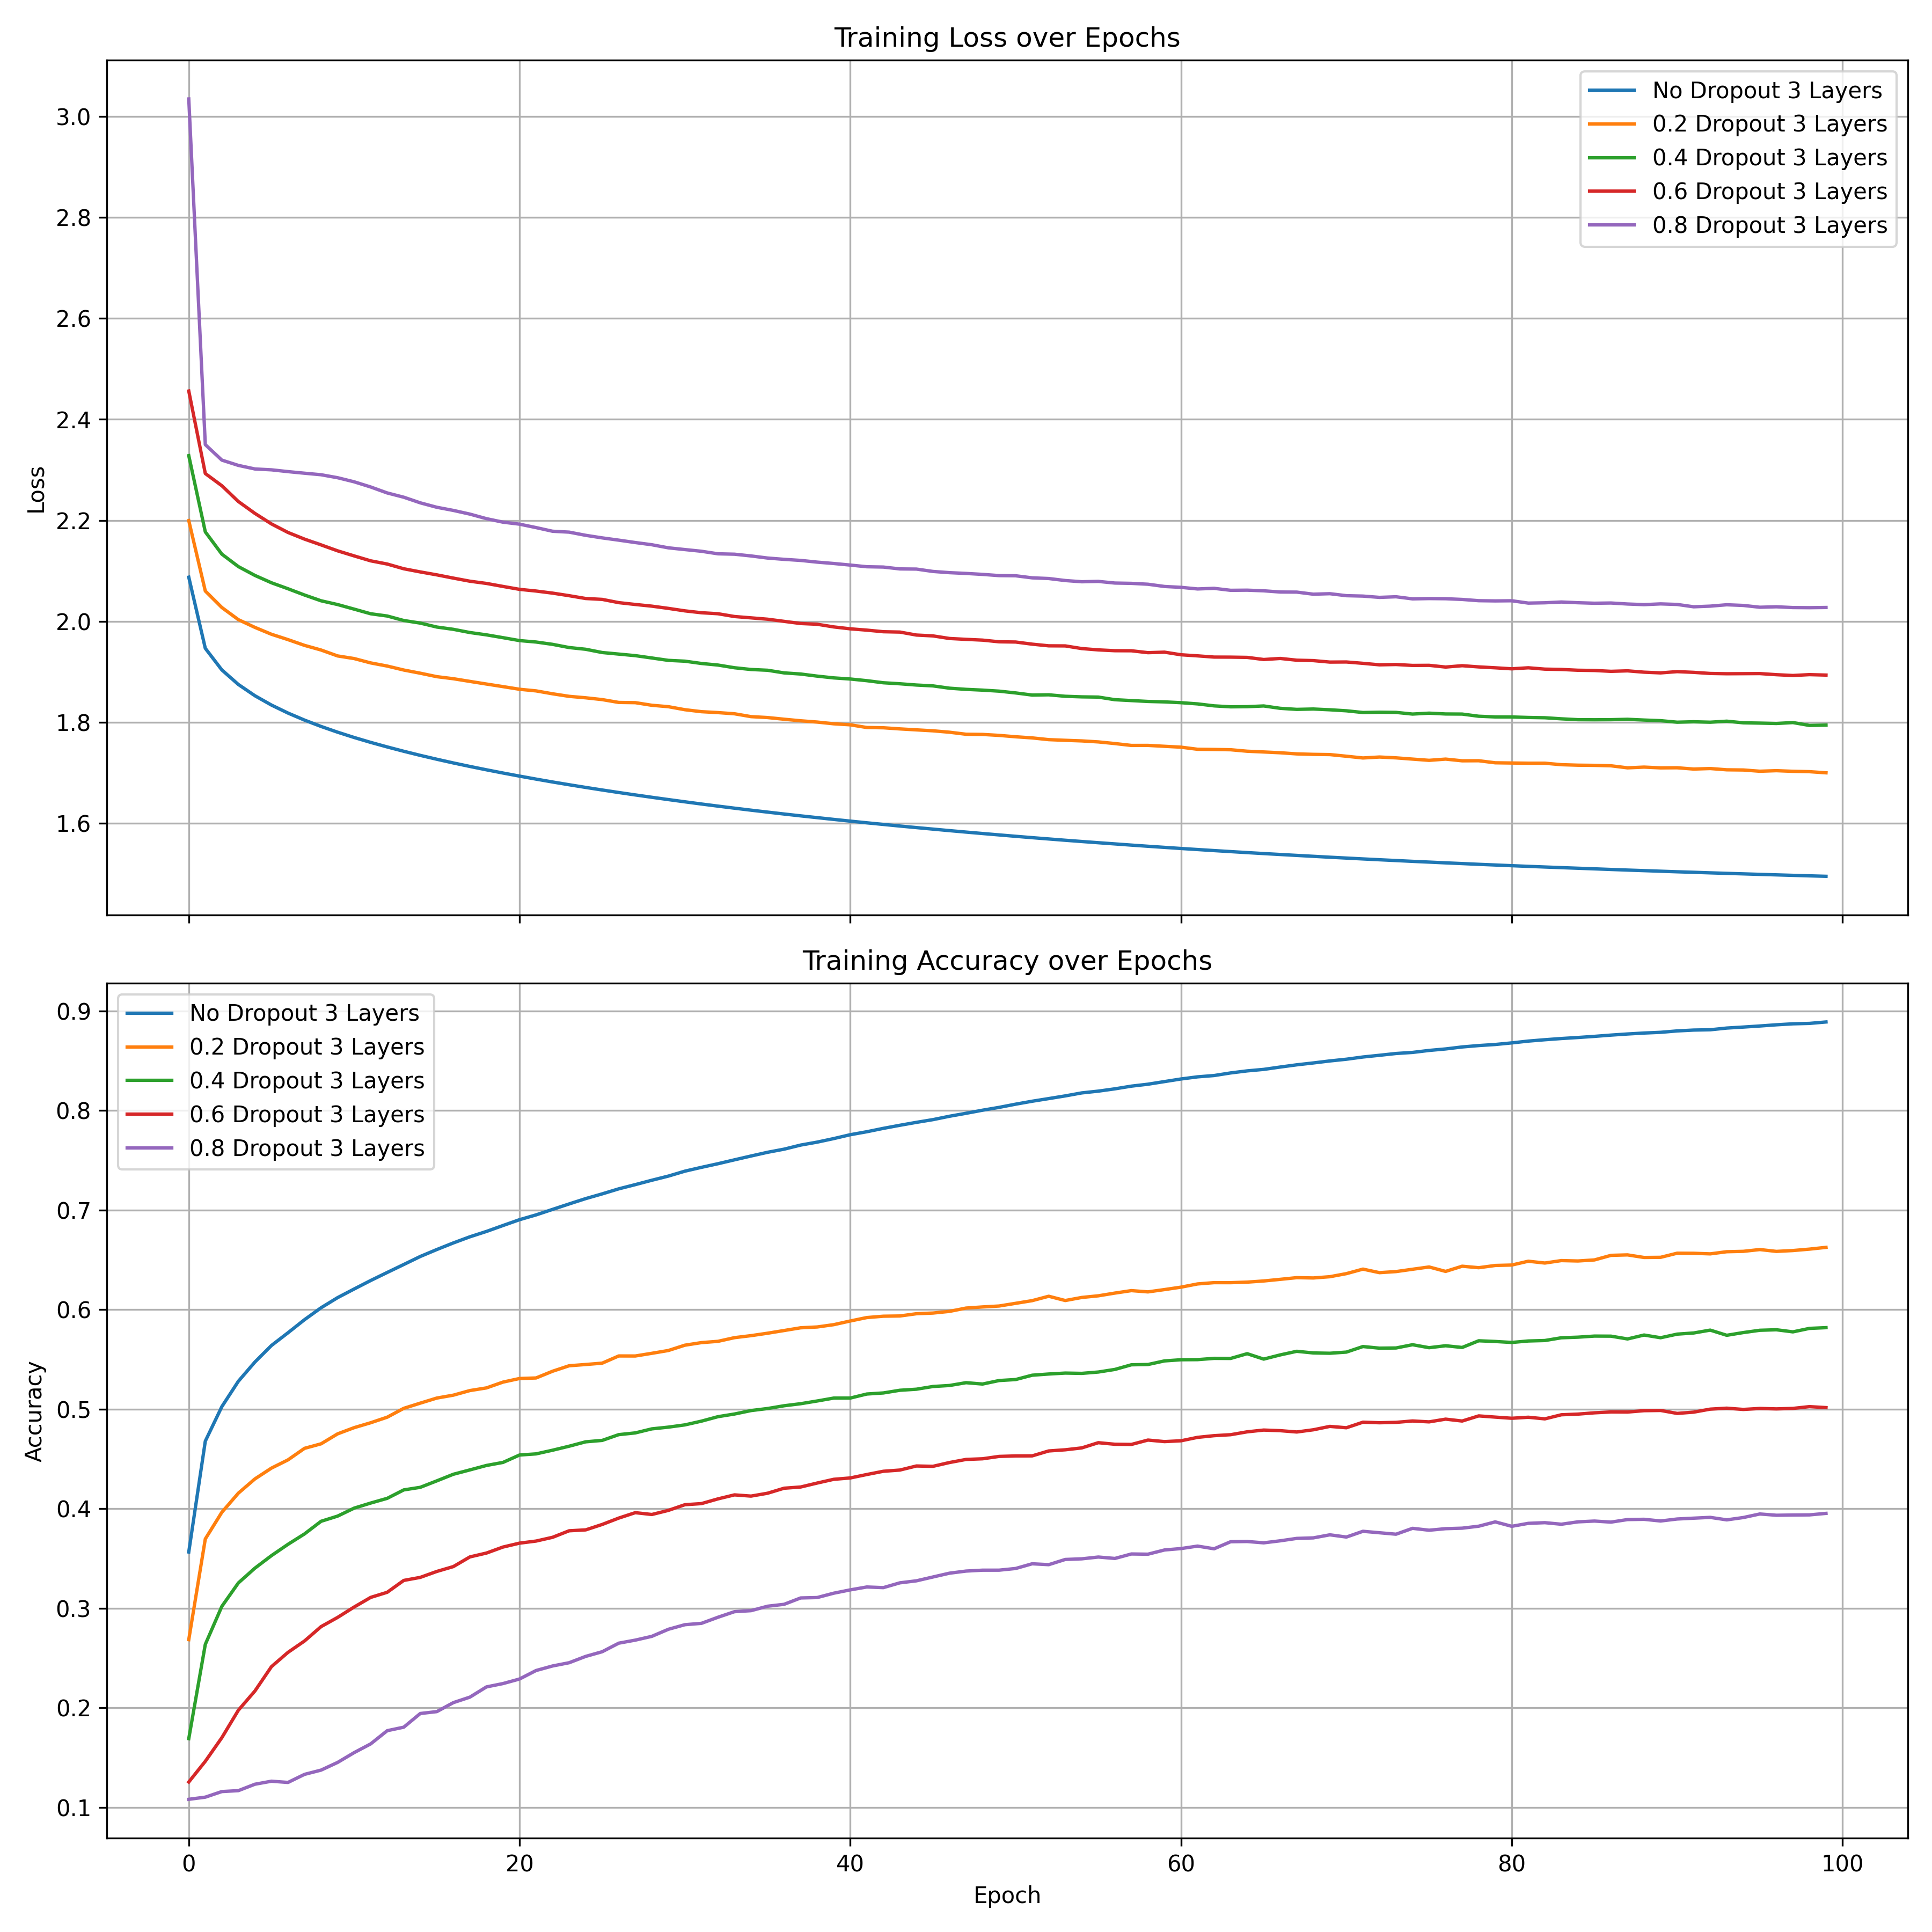 Training Loss over Epochs
3.0
2.8
2.6
2.4
2.2
2.0
1.8
1.6
Loss
No Dropout 3 Layers
0.2 Dropout 3 Layers
0.4 Dropout 3 Layers
0.6 Dropout 3 Layers
0.8 Dropout 3 Layers
Training Accuracy over Epochs
0.9
0.8
0.7
0.6
0.5
0.4
0.3
0.2
0.1
Accuracy
No Dropout 3 Layers
0.2 Dropout 3 Layers
0.4 Dropout 3 Layers
0.6 Dropout 3 Layers
0.8 Dropout 3 Layers
0 20 40 60 80 100
Epoch